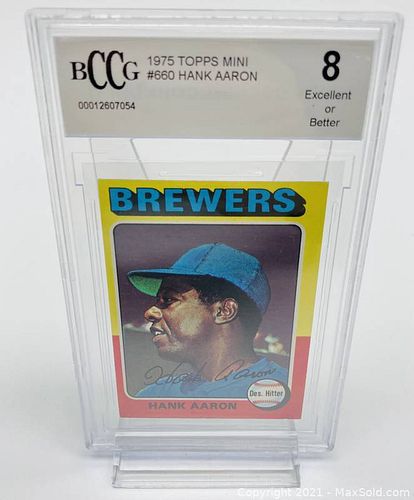 BCCG
1975 TOPPS MINI
#660 HANK AARON
00012607054
8
Excellent
or
Better
BREWERS
Hank Aaron
Des. Hitter
HANK AARON
Copyright 2021 - MaxSold.com